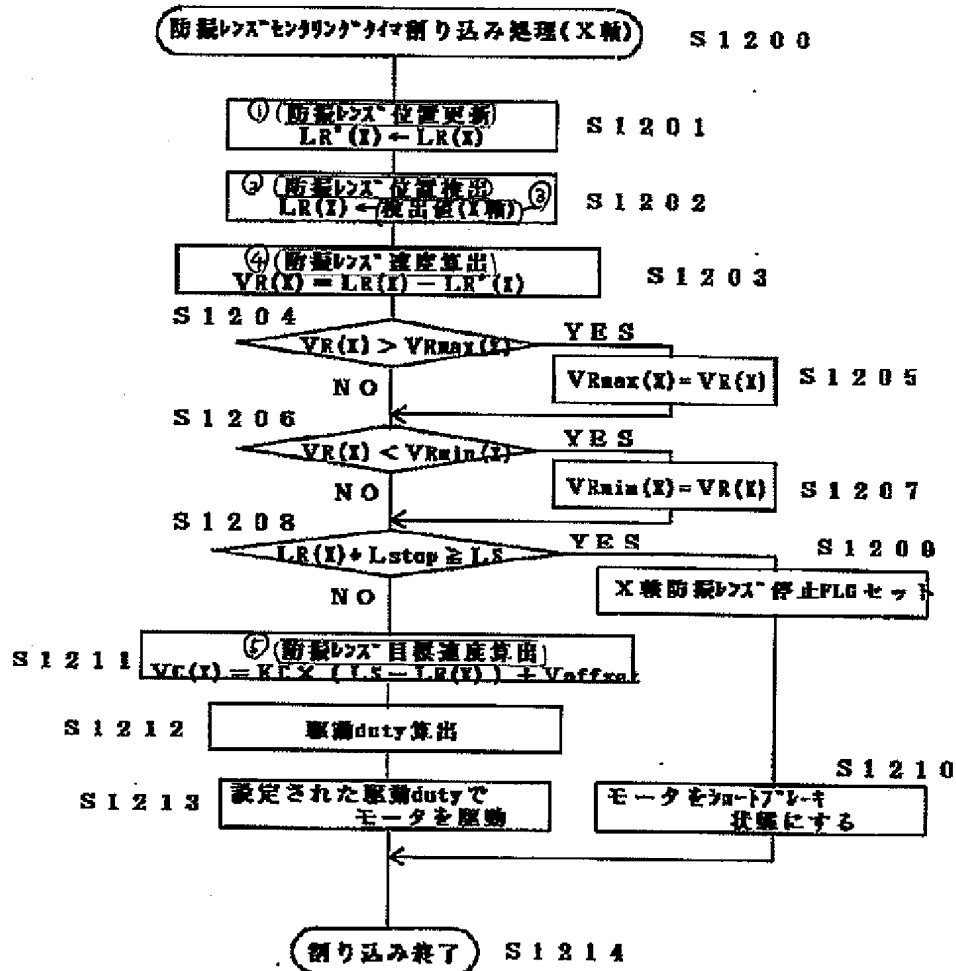 防振ﾚﾝｽﾞｾﾝﾀﾘﾝｸﾞﾀｲﾏ割り込み処理(X軸)
S1200
①(防振ﾚﾝｽﾞ位置更新)
LR'(X)←LR(X)
S1201
②(防振ﾚﾝｽﾞ位置検出)
LR(X)←検出値(X軸) ③
S1202
④(防振ﾚﾝｽﾞ速度算出)
VR(X)=LR(X)-LR'(X)
S1203
S1204
VR(X)>VRmax(X)
YES
VRmax(X)=VR(X)
S1205
NO
S1206
VR(X)<VRmin(X)
YES
VRmin(X)=VR(X)
S1207
NO
S1208
LR(X)+Lstop≧LS
YES
S1209
X軸防振ﾚﾝｽﾞ停止FLGセット
NO
⑤(防振ﾚﾝｽﾞ目標速度算出)
S1211
VC(X)=KC×(LS-LR(X))+Voffset
S1212
駆動duty算出
S1210
S1213
設定された駆動dutyで
モータを駆動
モータをｼｮｰﾄﾌﾞﾚｰｷ
状態にする
割り込み終了
S1214